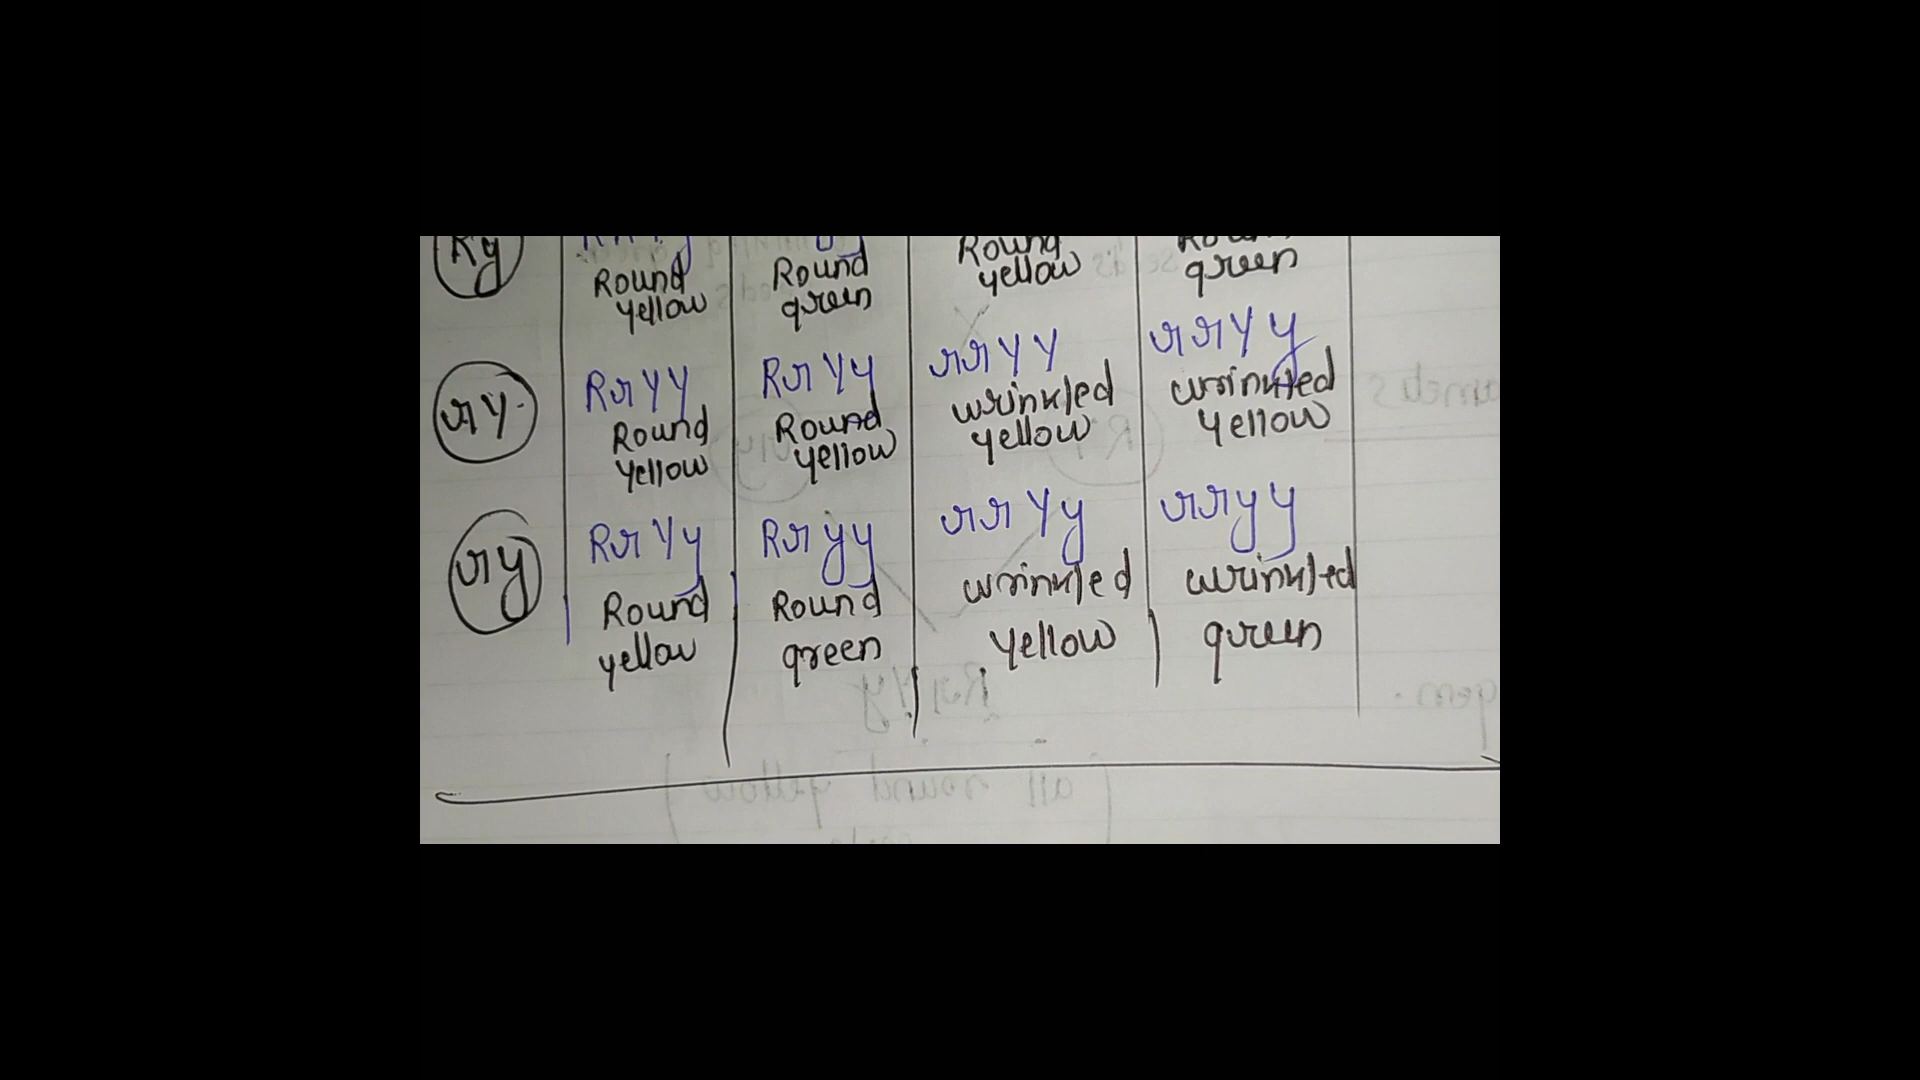 Ry Round Round Round
yellow green yellow green
rY RrYY RrYy rrYY rrYy
Round Round wrinkled wrinkled
yellow yellow yellow yellow
ry RrYy Rryy rrYy rryy
Round Round wrinkled wrinkled
yellow green yellow green